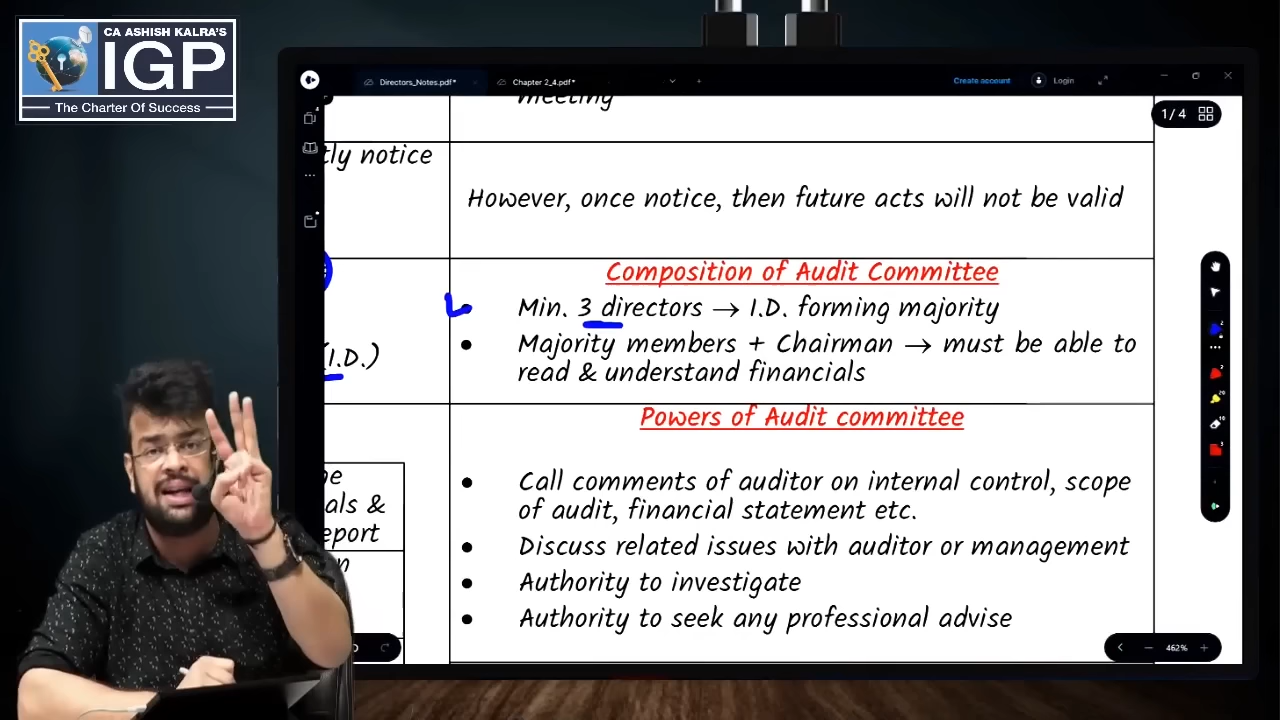 CA ASHISH KALRA'S
IGP
The Charter Of Success
Directors_Notes.pdf*
Chapter 2_4.pdf*
Create account
Login
meeting
1 / 4
tly notice
However, once notice, then future acts will not be valid
Composition of Audit Committee
• Min. 3 directors → I.D. forming majority
(I.D.)
• Majority members + Chairman → must be able to
read & understand financials
Powers of Audit committee
als &
eport
• Call comments of auditor on internal control, scope
of audit, financial statement etc.
• Discuss related issues with auditor or management
• Authority to investigate
• Authority to seek any professional advise
462%